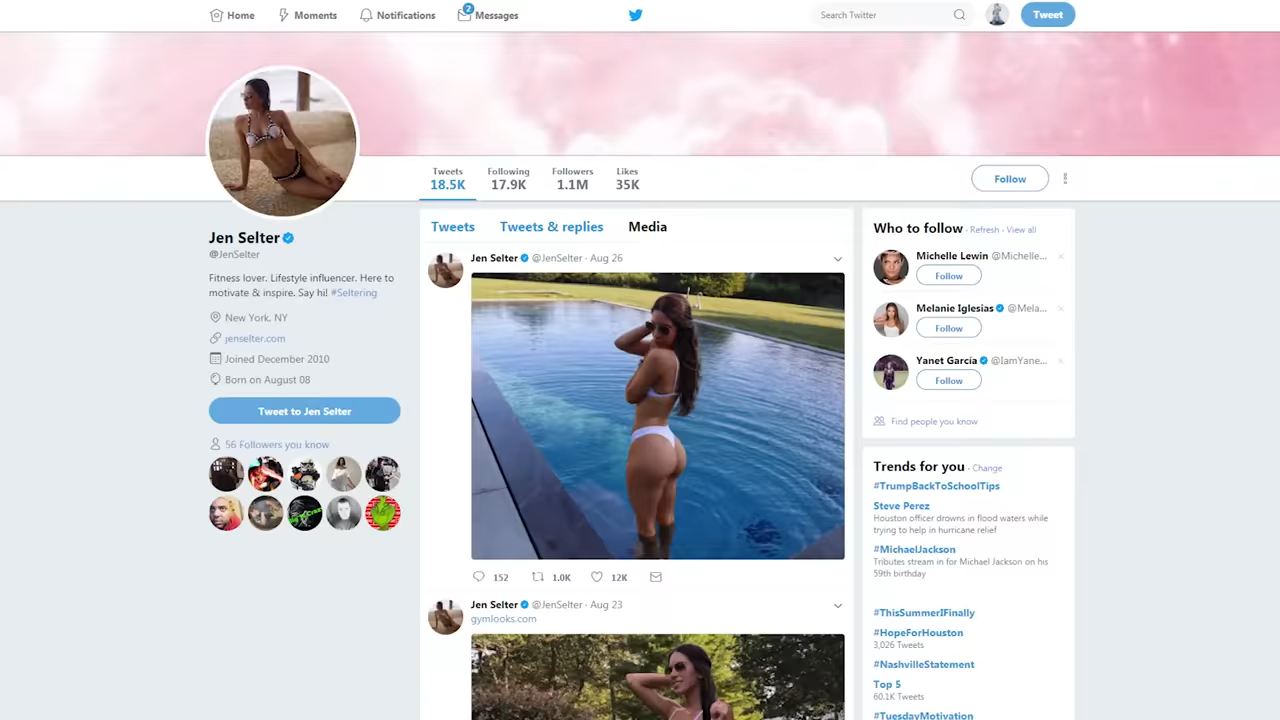 Home
Moments
Notifications
2
Messages
Search Twitter
Tweet
Tweets
18.5K
Following
17.9K
Followers
1.1M
Likes
35K
Follow
Jen Selter
@JenSelter
Fitness lover. Lifestyle influencer. Here to
motivate & inspire. Say hi! #Seltering
New York, NY
jenselter.com
Joined December 2010
Born on August 08
Tweet to Jen Selter
56 Followers you know
Tweets
Tweets & replies
Media
Jen Selter @JenSelter · Aug 26
152
1.0K
12K
Jen Selter @JenSelter · Aug 23
gymlooks.com
Who to follow · Refresh · View all
Michelle Lewin @Michelle...
Follow
Melanie Iglesias @Mela...
Follow
Yanet García @IamYane...
Follow
Find people you know
Trends for you · Change
#TrumpBackToSchoolTips
Steve Perez
Houston officer drowns in flood waters while
trying to help in hurricane relief
#MichaelJackson
Tributes stream in for Michael Jackson on his
59th birthday
#ThisSummerIFinally
#HopeForHouston
3,026 Tweets
#NashvilleStatement
Top 5
60.1K Tweets
#TuesdayMotivation